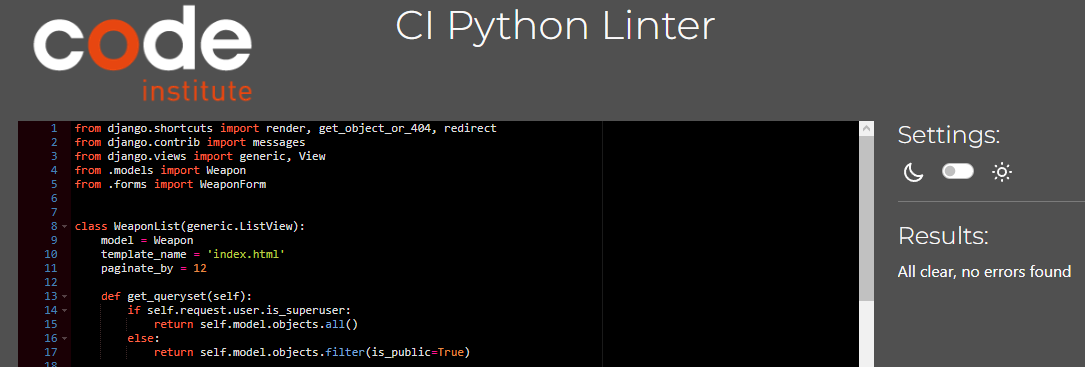 code
institute
CI Python Linter
1 from django.shortcuts import render, get_object_or_404, redirect
2 from django.contrib import messages
3 from django.views import generic, View
4 from .models import Weapon
5 from .forms import WeaponForm
6
7
8 class WeaponList(generic.ListView):
9     model = Weapon
10     template_name = 'index.html'
11     paginate_by = 12
12
13     def get_queryset(self):
14         if self.request.user.is_superuser:
15             return self.model.objects.all()
16         else:
17             return self.model.objects.filter(is_public=True)
18
Settings:
Results:
All clear, no errors found